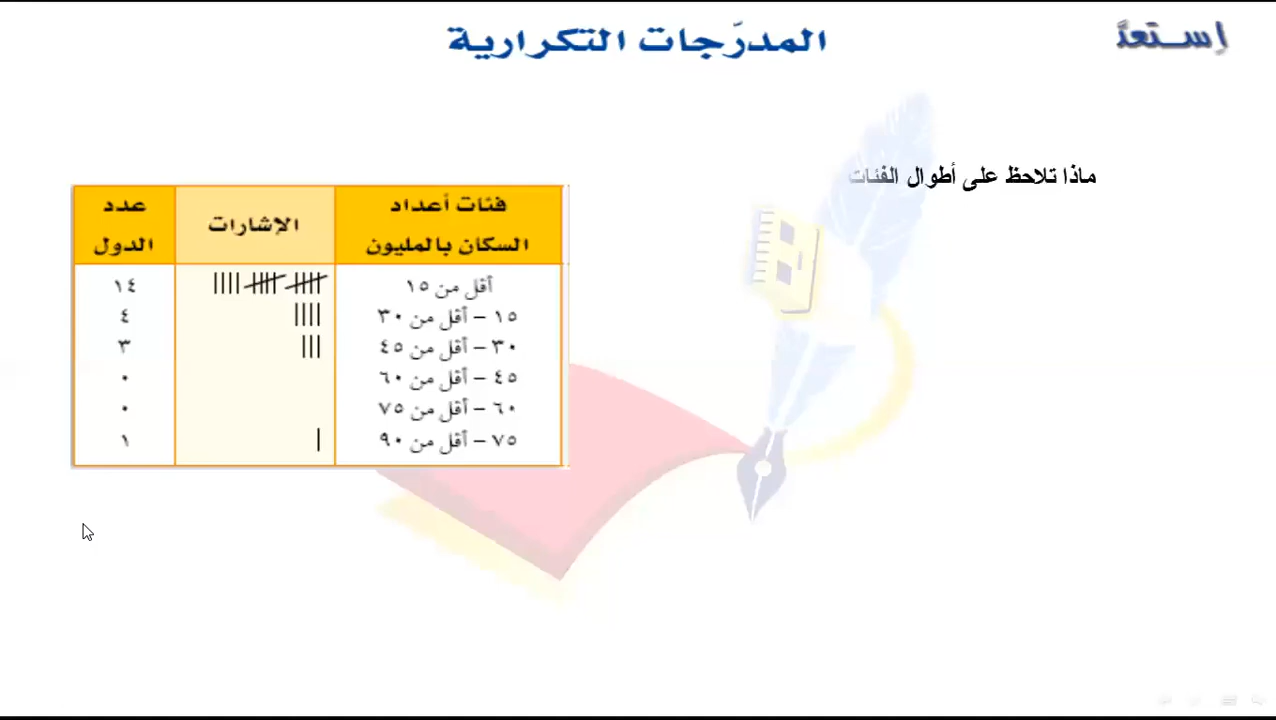 إستعدَّ
المدرّجات التكرارية
ماذا تلاحظ على أطوال الفئات
فئات أعداد السكان بالمليون | الإشارات | عدد الدول
أقل من ١٥ | ١٤
١٥ – أقل من ٣٠ | ٤
٣٠ – أقل من ٤٥ | ٣
٤٥ – أقل من ٦٠ | ٠
٦٠ – أقل من ٧٥ | ٠
٧٥ – أقل من ٩٠ | ١